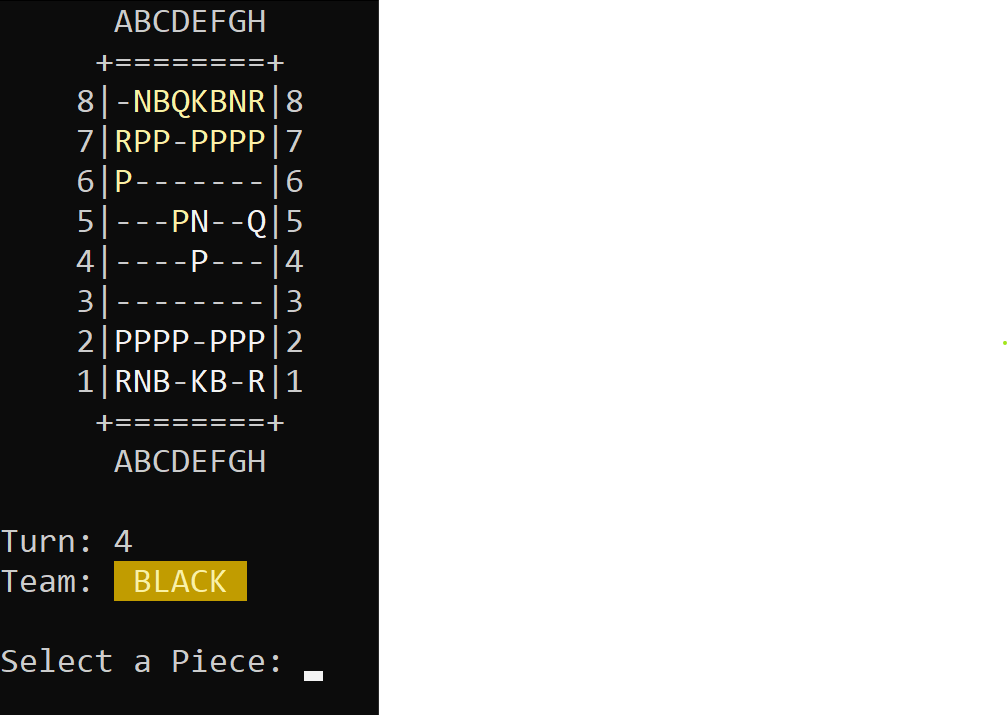 ABCDEFGH
+========+
8|-NBQKBNR|8
7|RPP-PPPP|7
6|P-------|6
5|---PN--Q|5
4|----P---|4
3|--------|3
2|PPPP-PPP|2
1|RNB-KB-R|1
+========+
ABCDEFGH
Turn: 4
Team: BLACK
Select a Piece: